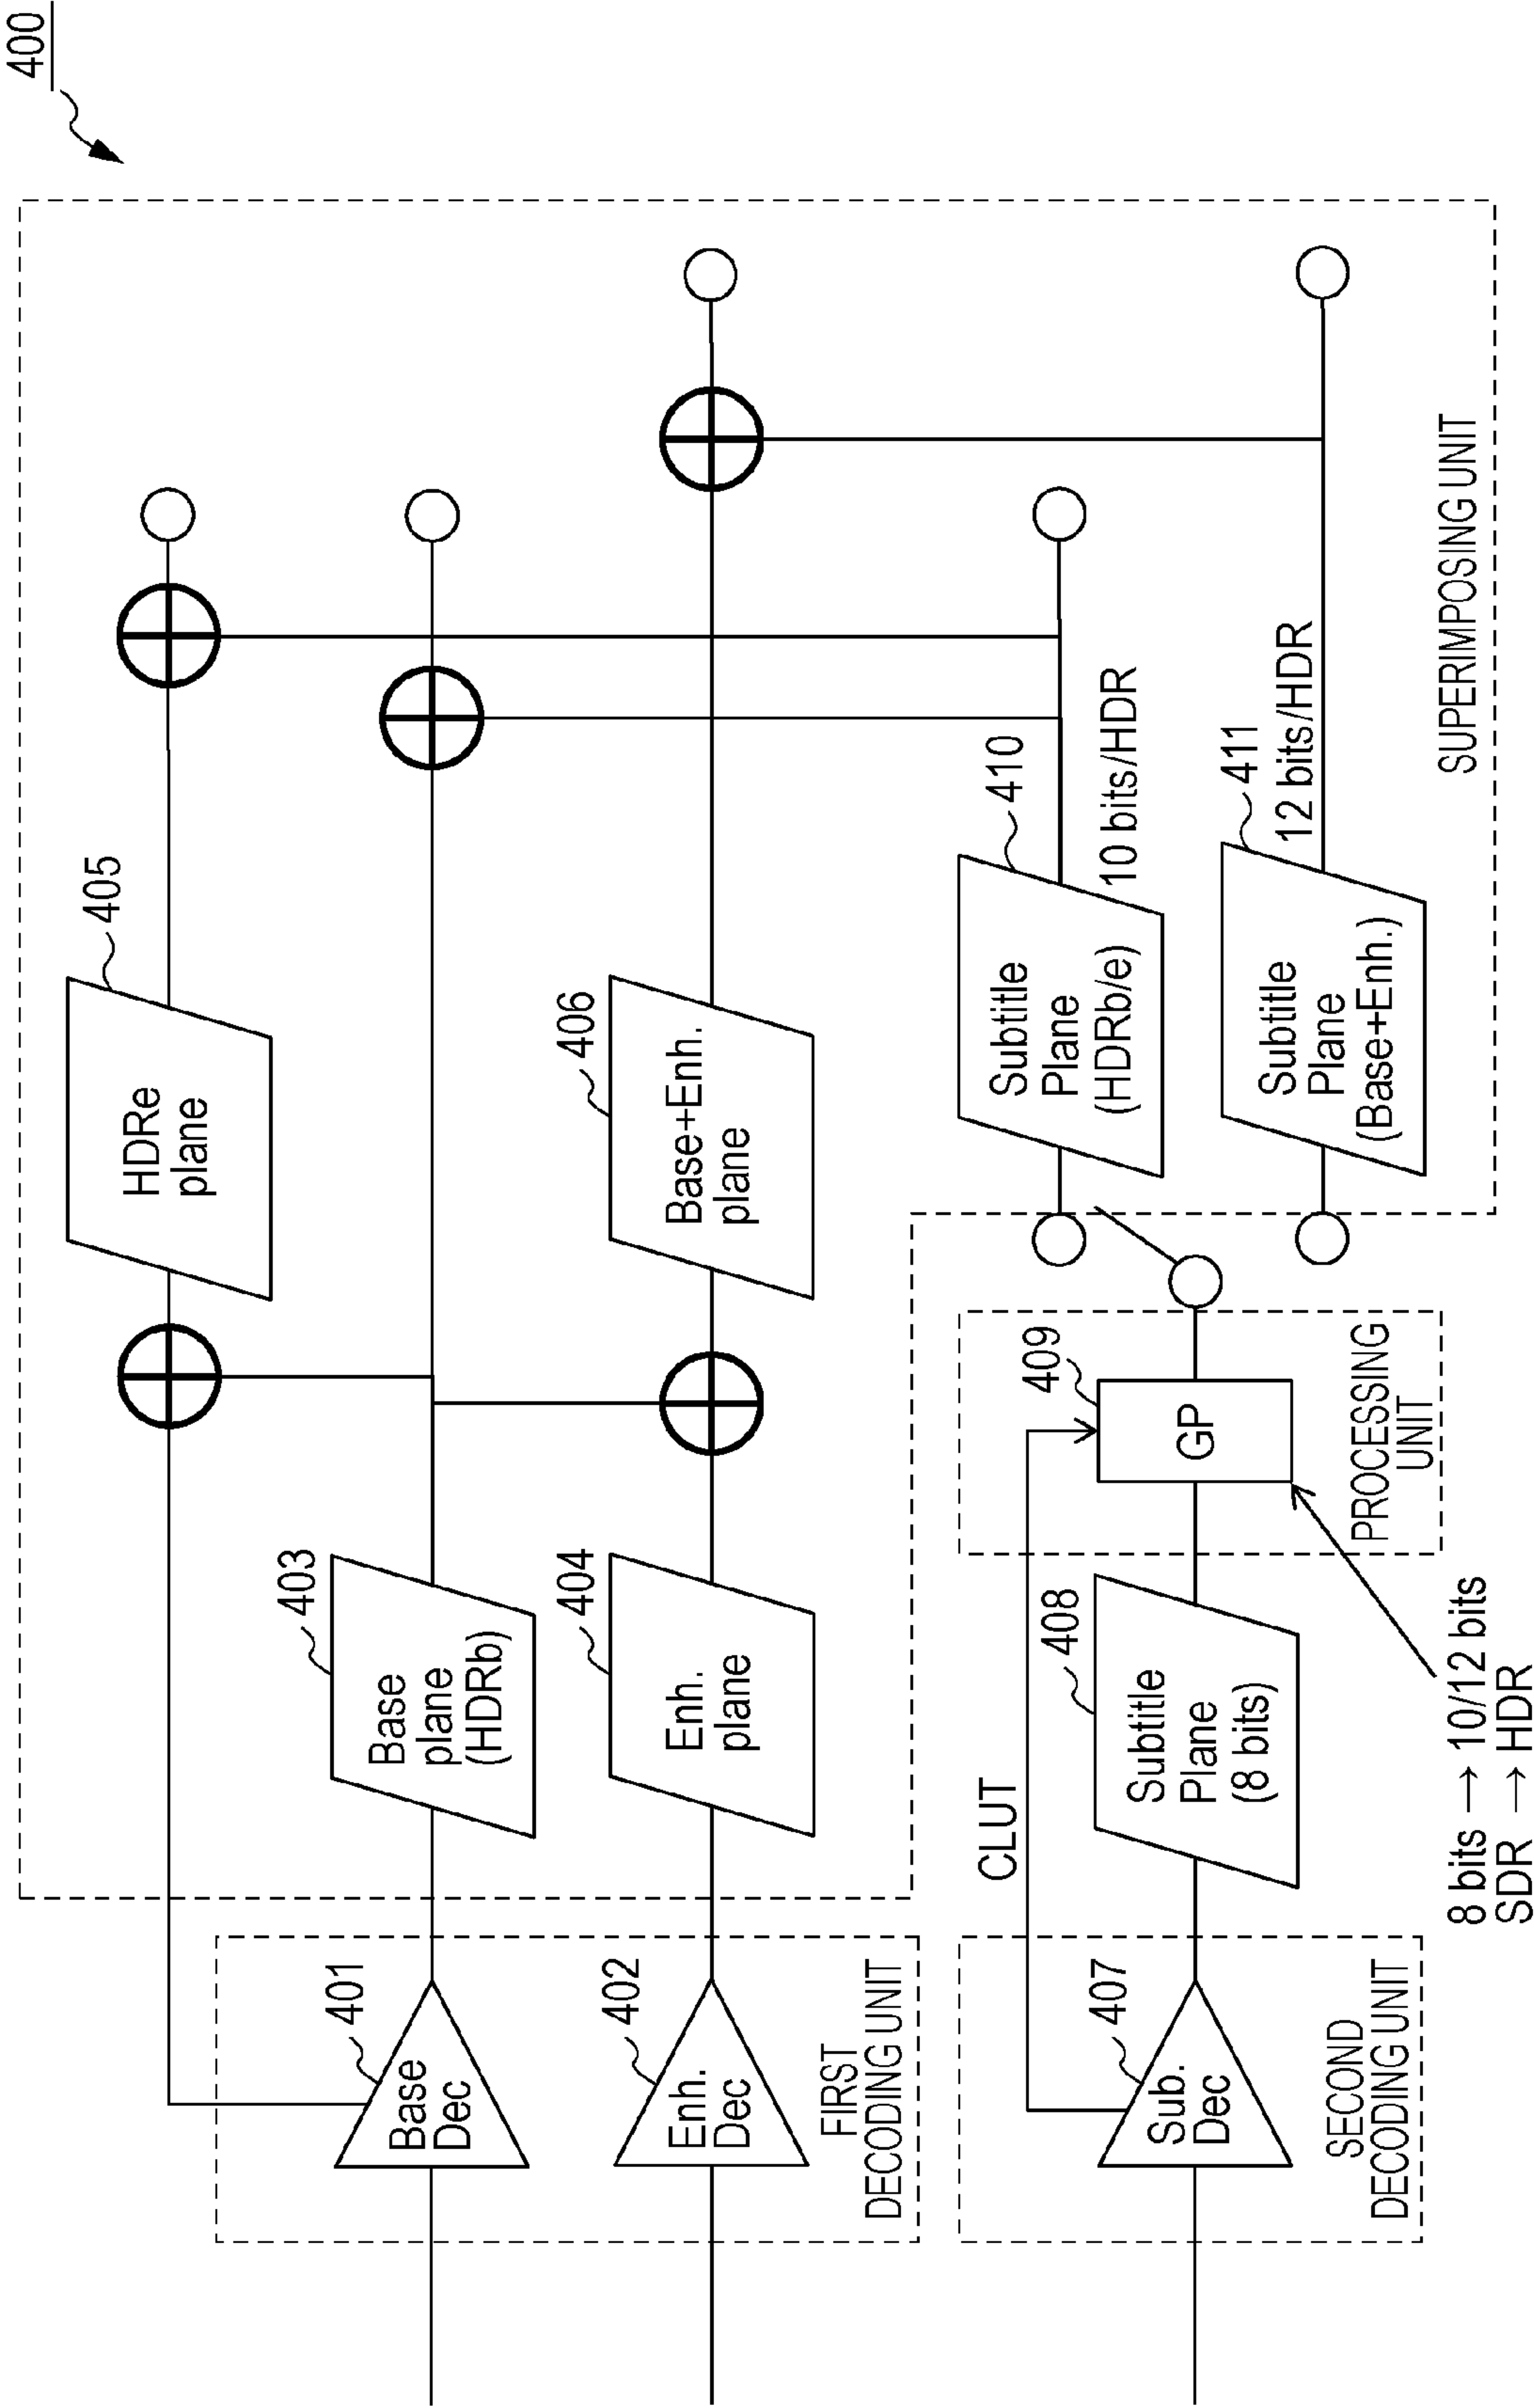 400
405
HDRe
plane
403
Base
plane
(HDRb)
401
Base
Dec
406
Base+Enh.
plane
404
Enh.
plane
402
Enh.
Dec
FIRST
DECODING UNIT
410
Subtitle
Plane
(HDRb/e)
10 bits/HDR
411
Subtitle
Plane
(Base+Enh.)
12 bits/HDR
SUPERIMPOSING UNIT
CLUT
409
GP
PROCESSING
UNIT
408
Subtitle
Plane
(8 bits)
407
Sub.
Dec
SECOND
DECODING UNIT
8 bits → 10/12 bits
SDR → HDR